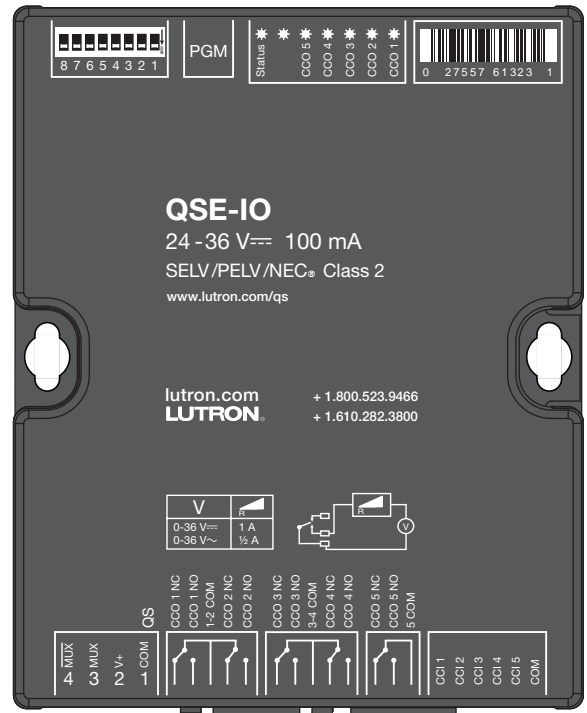 8 7 6 5 4 3 2 1
PGM
Status
CCO 5
CCO 4
CCO 3
CCO 2
CCO 1
0 27557 61323 1
QSE-IO
24 - 36 V⎓ 100 mA
SELV/PELV/NEC® Class 2
www.lutron.com/qs
lutron.com
+ 1.800.523.9466
LUTRON®
+ 1.610.282.3800
V R
0-36 V⎓ 1 A
0-36 V~ ½ A
R
V
QS
4 MUX
3 MUX
2 V+
1 COM
CCO 1 NC
CCO 1 NO
1-2 COM
CCO 2 NC
CCO 2 NO
CCO 3 NC
CCO 3 NO
3-4 COM
CCO 4 NC
CCO 4 NO
CCO 5 NC
CCO 5 NO
5 COM
CCI 1
CCI 2
CCI 3
CCI 4
CCI 5
COM